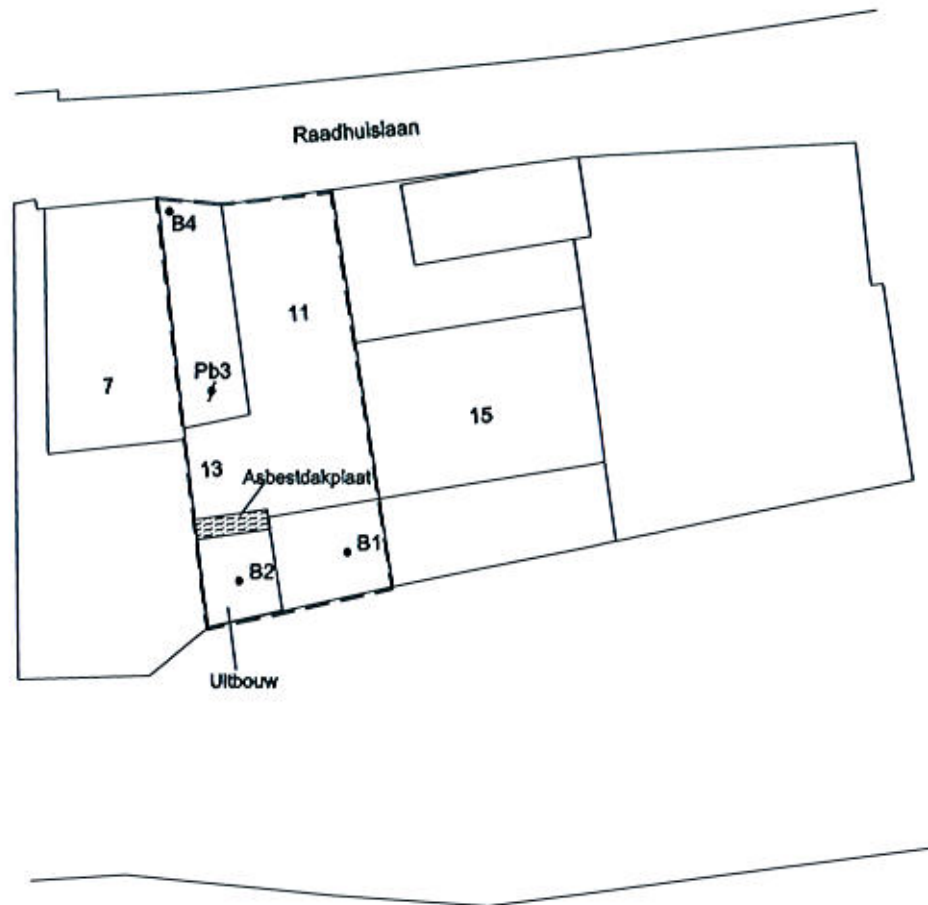 Raadhuislaan
B4
11
Pb3
7
15
13
Asbestdakplaat
B1
B2
Uitbouw